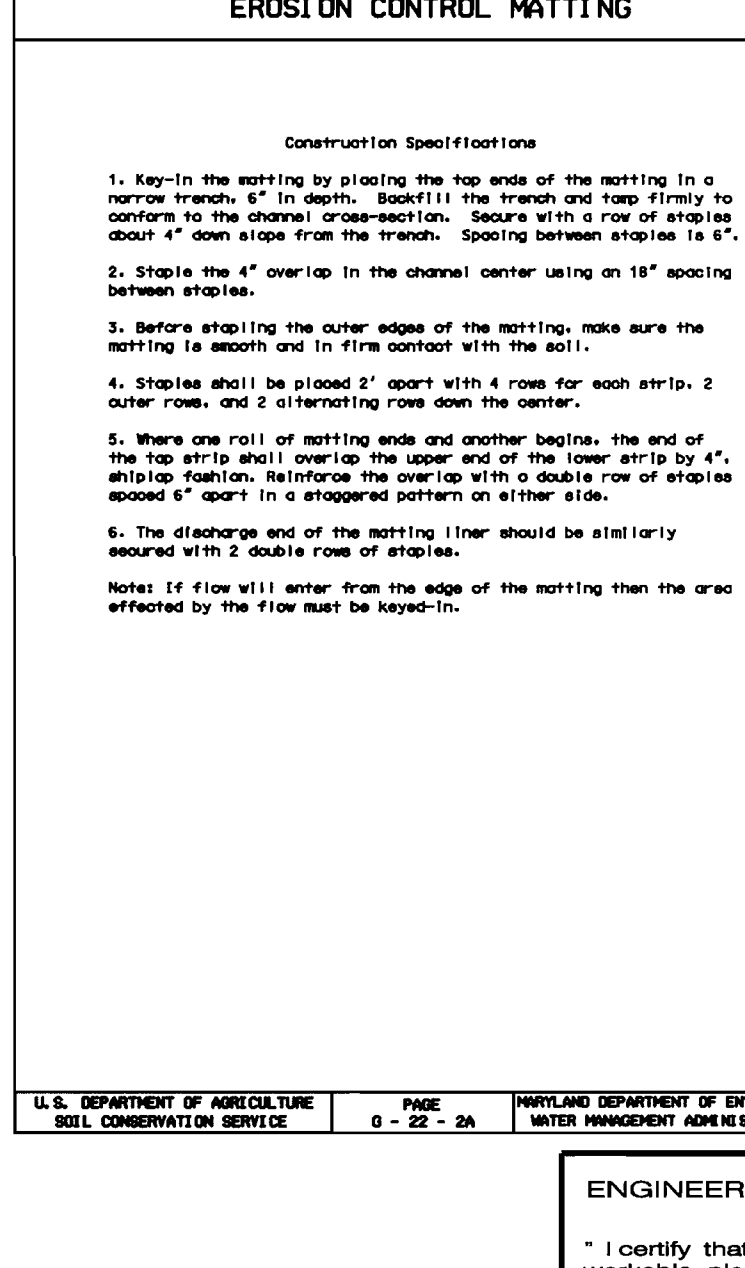 EROSION CONTROL MATTING
Construction Specifications
1. Key-in the matting by placing the top ends of the matting in a
narrow trench, 6" in depth. Backfill the trench and tamp firmly to
conform to the channel cross-section. Secure with a row of staples
about 4" down slope from the trench. Spacing between staples is 6".
2. Staple the 4" overlap in the channel center using an 18" spacing
between staples.
3. Before stapling the outer edges of the matting, make sure the
matting is smooth and in firm contact with the soil.
4. Staples shall be placed 2' apart with 4 rows for each strip, 2
outer rows, and 2 alternating rows down the center.
5. Where one roll of matting ends and another begins, the end of
the top strip shall overlap the upper end of the lower strip by 4",
shiplap fashion. Reinforce the overlap with a double row of staples
spaced 6" apart in a staggered pattern on either side.
6. The discharge end of the matting liner should be similarly
secured with 2 double rows of staples.
Note: If flow will enter from the edge of the matting then the area
effected by the flow must be keyed-in.
U.S. DEPARTMENT OF AGRICULTURE
SOIL CONSERVATION SERVICE
PAGE
G - 22 - 2A
MARYLAND DEPARTMENT OF EN
WATER MANAGEMENT ADMINIS
ENGINEER
" I certify that